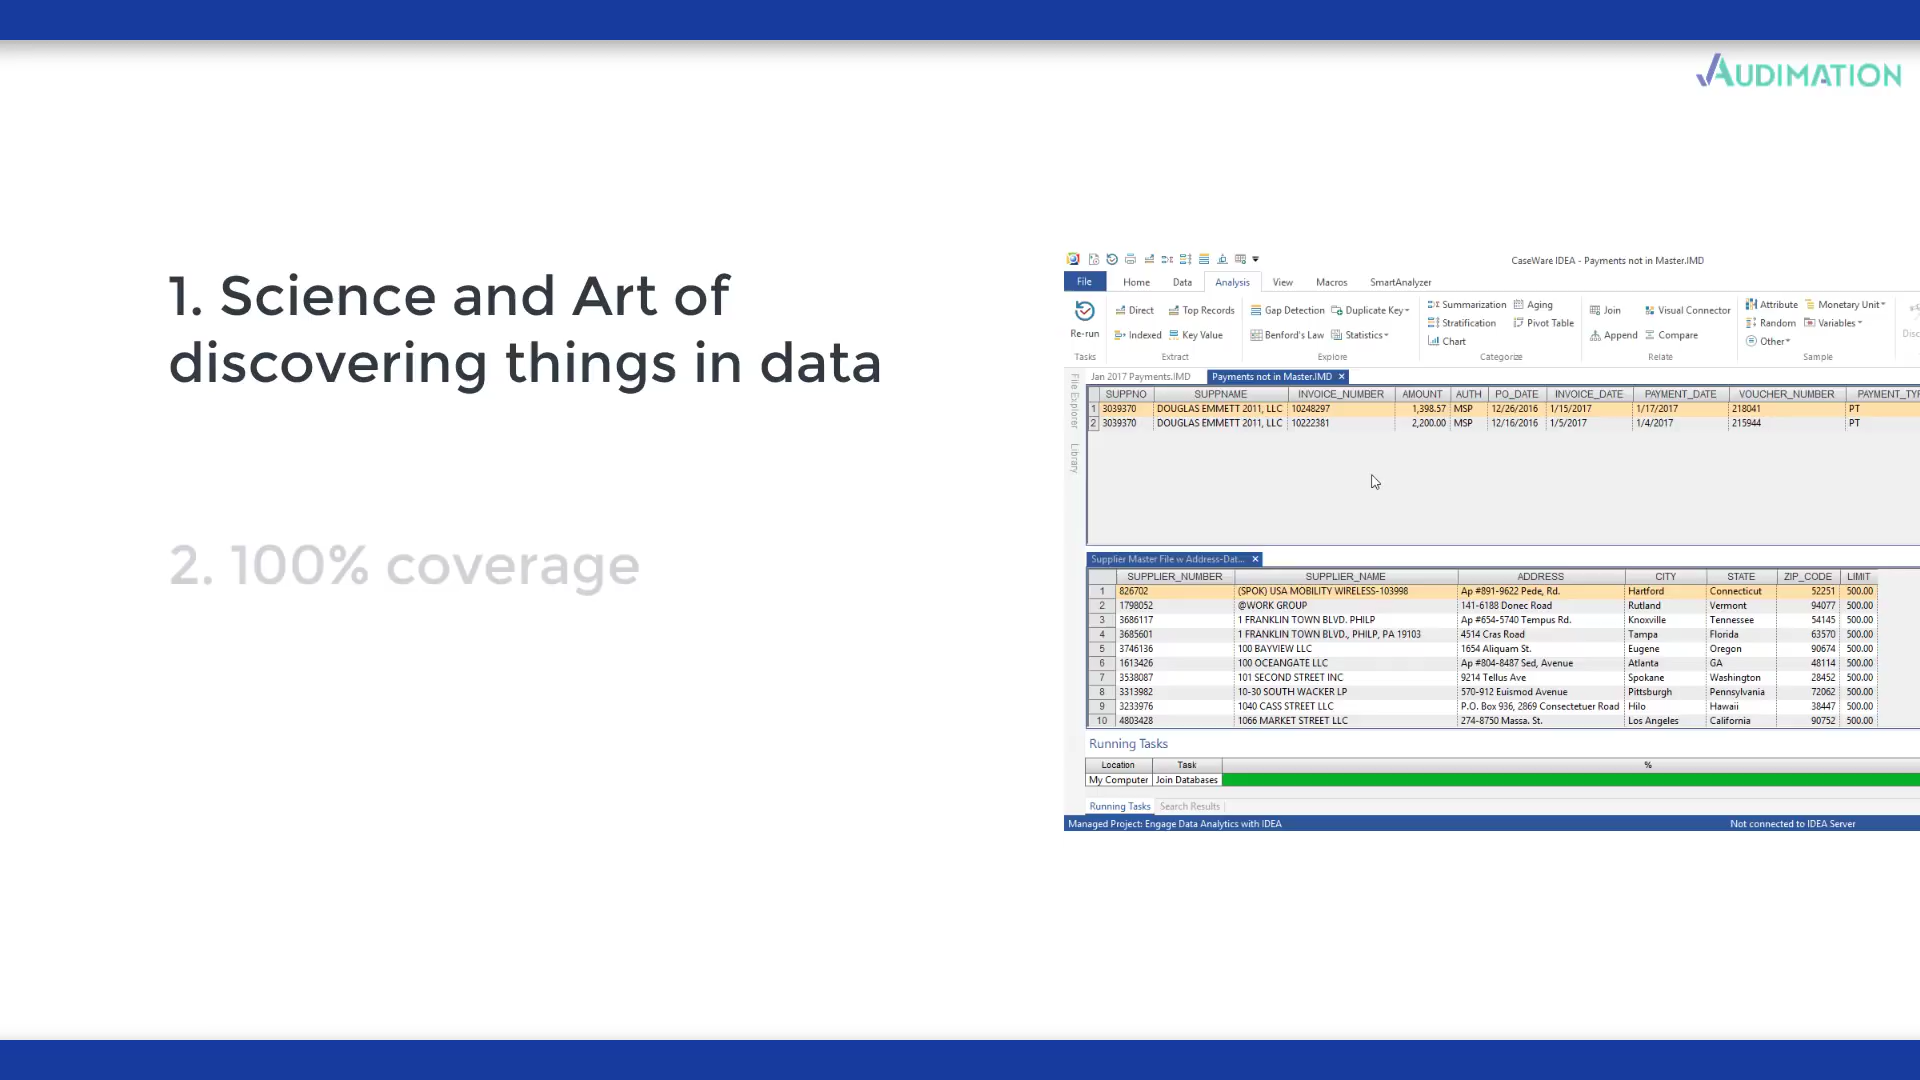 AUDIMATION
1. Science and Art of
discovering things in data
2. 100% coverage
CaseWare IDEA - Payments not in Master.IMD
File Home Data Analysis View Macros SmartAnalyzer
Re-run
Tasks
Direct Top Records
Indexed Key Value
Extract
Gap Detection Duplicate Key
Benford's Law Statistics
Explore
Summarization Aging
Stratification Pivot Table
Chart
Categorize
Join Visual Connector
Append Compare
Relate
Attribute Monetary Unit
Random Variables
Other
Sample
File Explorer
Library
Jan 2017 Payments.IMD Payments not in Master.IMD
SUPPNO SUPPNAME INVOICE_NUMBER AMOUNT AUTH PO_DATE INVOICE_DATE PAYMENT_DATE VOUCHER_NUMBER PAYMENT_TYP
1 3039370 DOUGLAS EMMETT 2011, LLC 10248297 1,398.57 MSP 12/26/2016 1/15/2017 1/17/2017 218041 PT
2 3039370 DOUGLAS EMMETT 2011, LLC 10222381 2,200.00 MSP 12/16/2016 1/5/2017 1/4/2017 215944 PT
Supplier Master File w Address-Dat...
SUPPLIER_NUMBER SUPPLIER_NAME ADDRESS CITY STATE ZIP_CODE LIMIT
1 826702 (SPOK) USA MOBILITY WIRELESS-103998 Ap #891-9622 Pede, Rd. Hartford Connecticut 52251 500.00
2 1798052 @WORK GROUP 141-6188 Donec Road Rutland Vermont 94077 500.00
3 3686117 1 FRANKLIN TOWN BLVD. PHILP Ap #654-5740 Tempus Rd. Knoxville Tennessee 54145 500.00
4 3685601 1 FRANKLIN TOWN BLVD., PHILP, PA 19103 4514 Cras Road Tampa Florida 63570 500.00
5 3746136 100 BAYVIEW LLC 1654 Aliquam St. Eugene Oregon 90674 500.00
6 1613426 100 OCEANGATE LLC Ap #804-8487 Sed, Avenue Atlanta GA 48114 500.00
7 3538087 101 SECOND STREET INC 9214 Tellus Ave Spokane Washington 28452 500.00
8 3313982 10-30 SOUTH WACKER LP 570-912 Euismod Avenue Pittsburgh Pennsylvania 72062 500.00
9 3233976 1040 CASS STREET LLC P.O. Box 936, 2869 Consectetuer Road Hilo Hawaii 38447 500.00
10 4803428 1066 MARKET STREET LLC 274-8750 Massa. St. Los Angeles California 90752 500.00
Running Tasks
Location Task %
My Computer Join Databases
Running Tasks Search Results
Managed Project: Engage Data Analytics with IDEA Not connected to IDEA Server